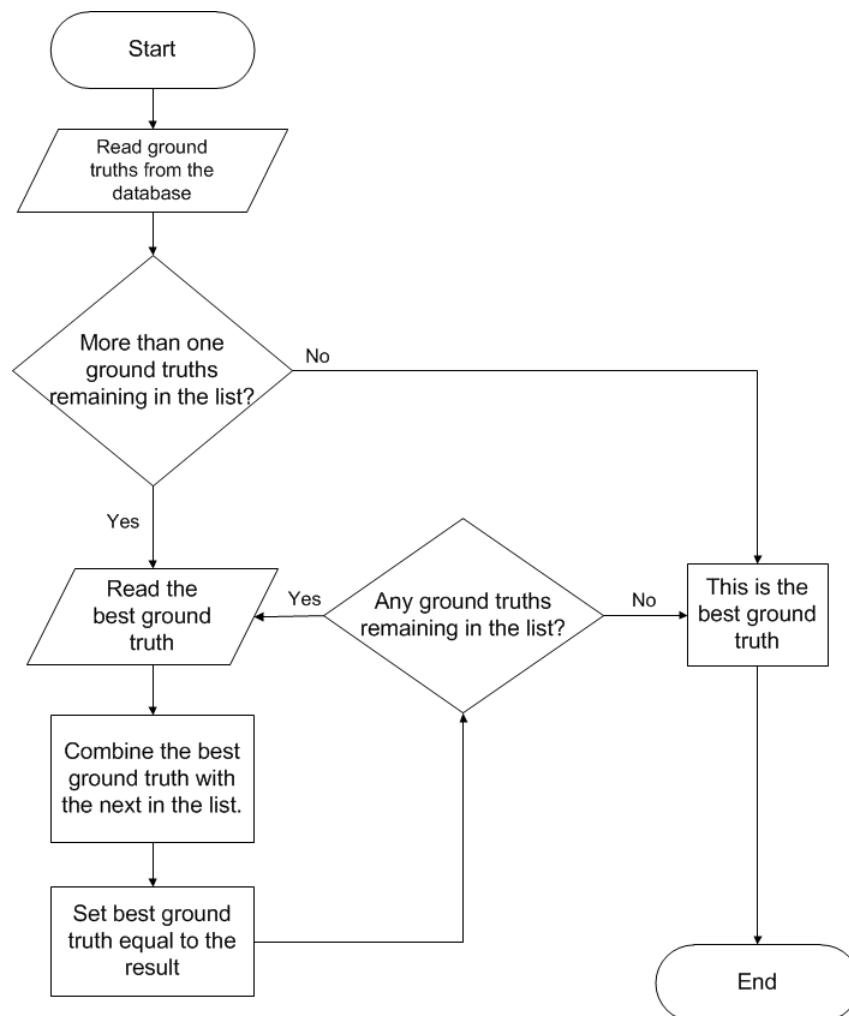 Start
Read ground
truths from the
database
More than one
ground truths
remaining in the list?
No
Yes
Read the
best ground
truth
Yes
Any ground truths
remaining in the list?
No
This is the
best ground
truth
Combine the best
ground truth with
the next in the list.
Set best ground
truth equal to the
result
End